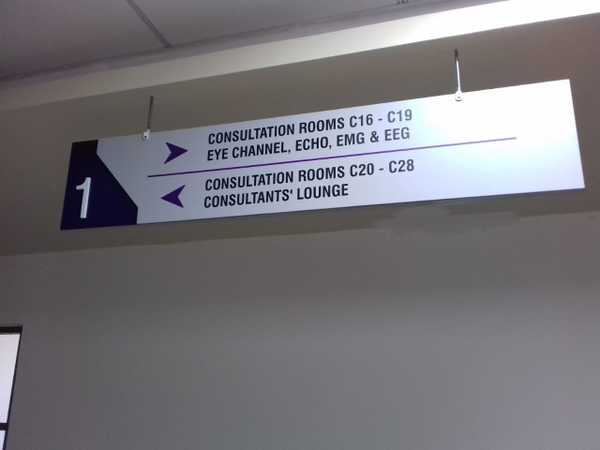 1
CONSULTATION ROOMS C16 - C19
EYE CHANNEL, ECHO, EMG & EEG
CONSULTATION ROOMS C20 - C28
CONSULTANTS' LOUNGE